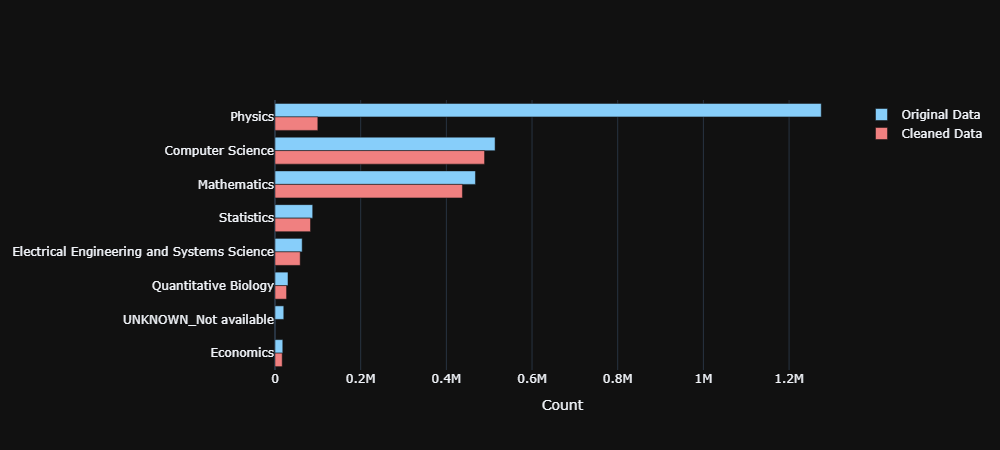 Physics
Computer Science
Mathematics
Statistics
Electrical Engineering and Systems Science
Quantitative Biology
UNKNOWN_Not available
Economics
0 0.2M 0.4M 0.6M 0.8M 1M 1.2M
Count
Original Data
Cleaned Data